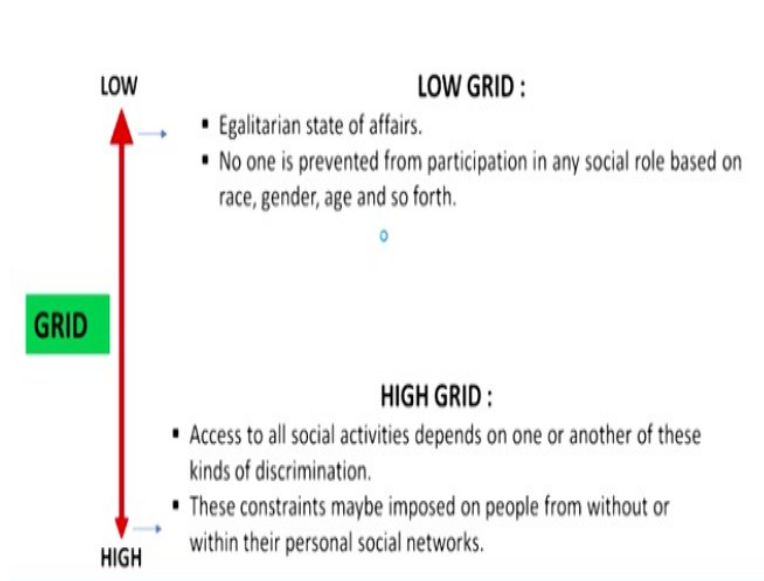 LOW
LOW GRID :
▪ Egalitarian state of affairs.
▪ No one is prevented from participation in any social role based on
race, gender, age and so forth.
GRID
HIGH GRID :
▪ Access to all social activities depends on one or another of these
kinds of discrimination.
▪ These constraints maybe imposed on people from without or
within their personal social networks.
HIGH